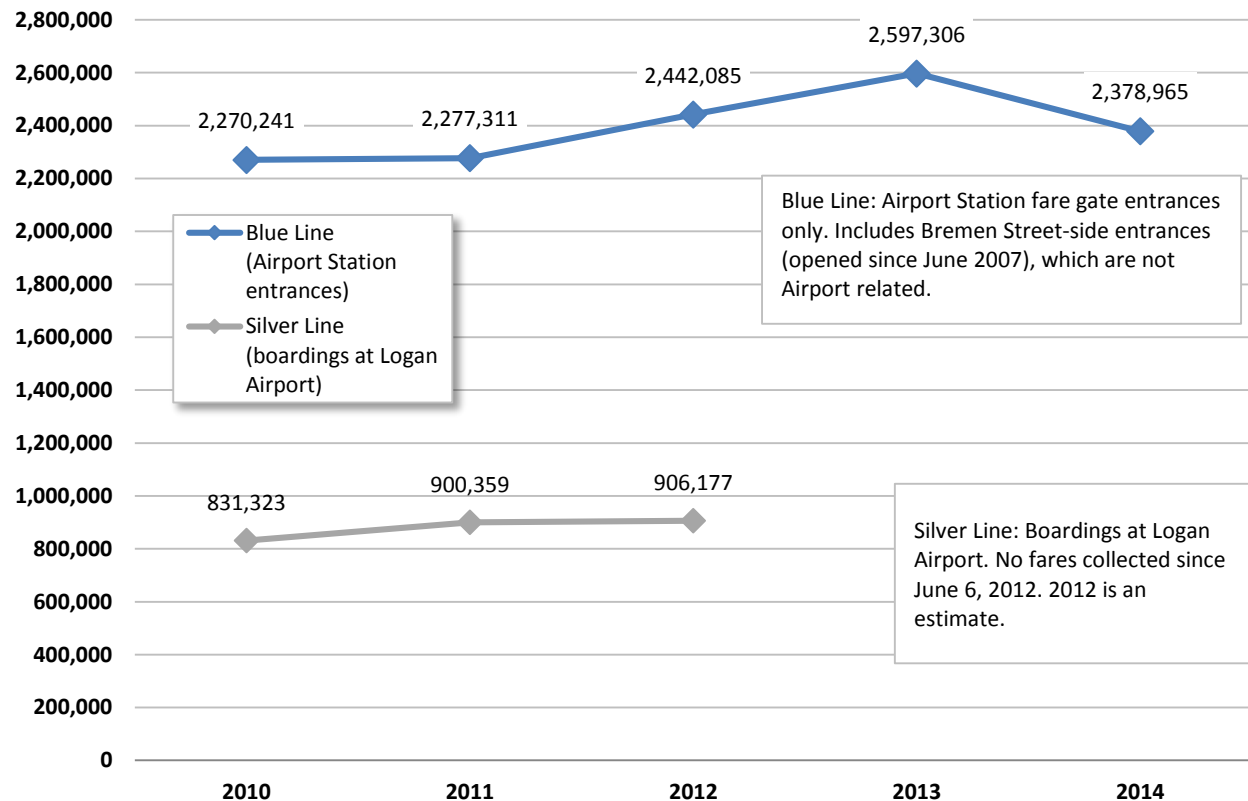 2,800,000
2,600,000
2,400,000
2,200,000
2,000,000
1,800,000
1,600,000
1,400,000
1,200,000
1,000,000
800,000
600,000
400,000
200,000
0
2,270,241
2,277,311
2,442,085
2,597,306
2,378,965
Blue Line
(Airport Station
entrances)
Silver Line
(boardings at Logan
Airport)
Blue Line: Airport Station fare gate entrances
only. Includes Bremen Street-side entrances
(opened since June 2007), which are not
Airport related.
831,323
900,359
906,177
Silver Line: Boardings at Logan
Airport. No fares collected since
June 6, 2012. 2012 is an
estimate.
2010
2011
2012
2013
2014